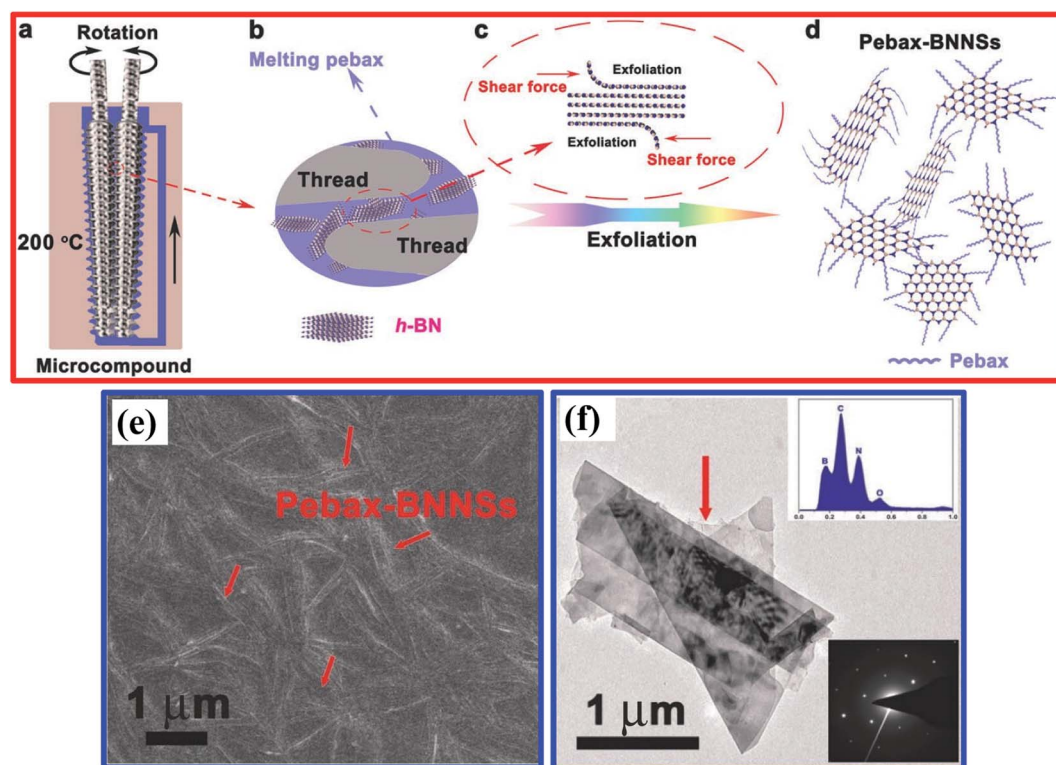 a
Rotation
200 °C
Microcompound
b
Melting pebax
Thread
Thread
h-BN
c
Shear force
Exfoliation
Exfoliation
Shear force
Exfoliation
d
Pebax-BNNSs
Pebax
(e)
Pebax-BNNSs
1 μm
(f)
1 μm
C
B
N
O
0.0 0.2 0.4 0.6 0.8 1.0